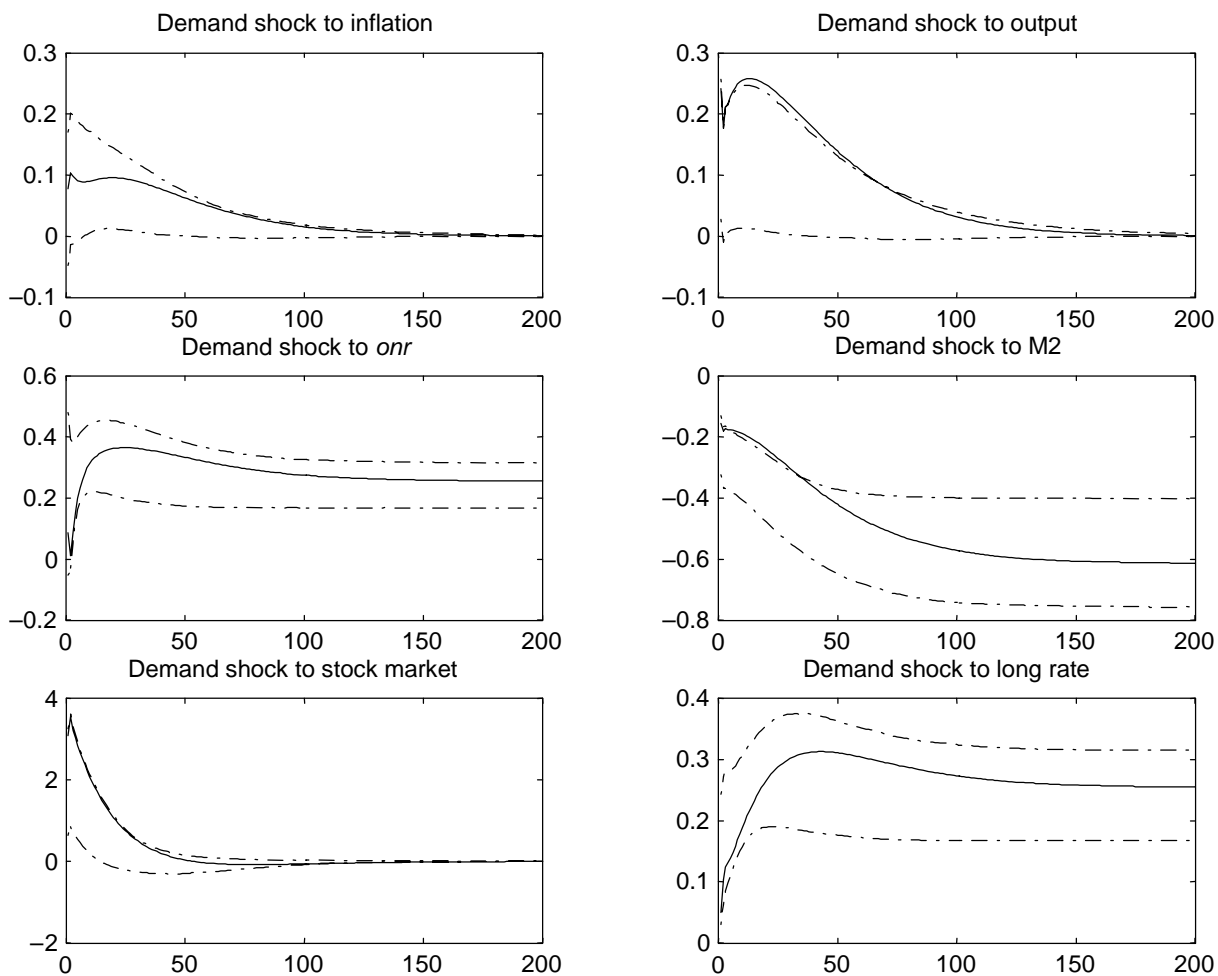 Demand shock to inflation
0.3
0.2
0.1
0
–0.1
0 50 100 150 200
Demand shock to output
0.3
0.2
0.1
0
–0.1
0 50 100 150 200
Demand shock to onr
0.6
0.4
0.2
0
–0.2
0 50 100 150 200
Demand shock to M2
0
–0.2
–0.4
–0.6
–0.8
0 50 100 150 200
Demand shock to stock market
4
2
0
–2
0 50 100 150 200
Demand shock to long rate
0.4
0.3
0.2
0.1
0
0 50 100 150 200